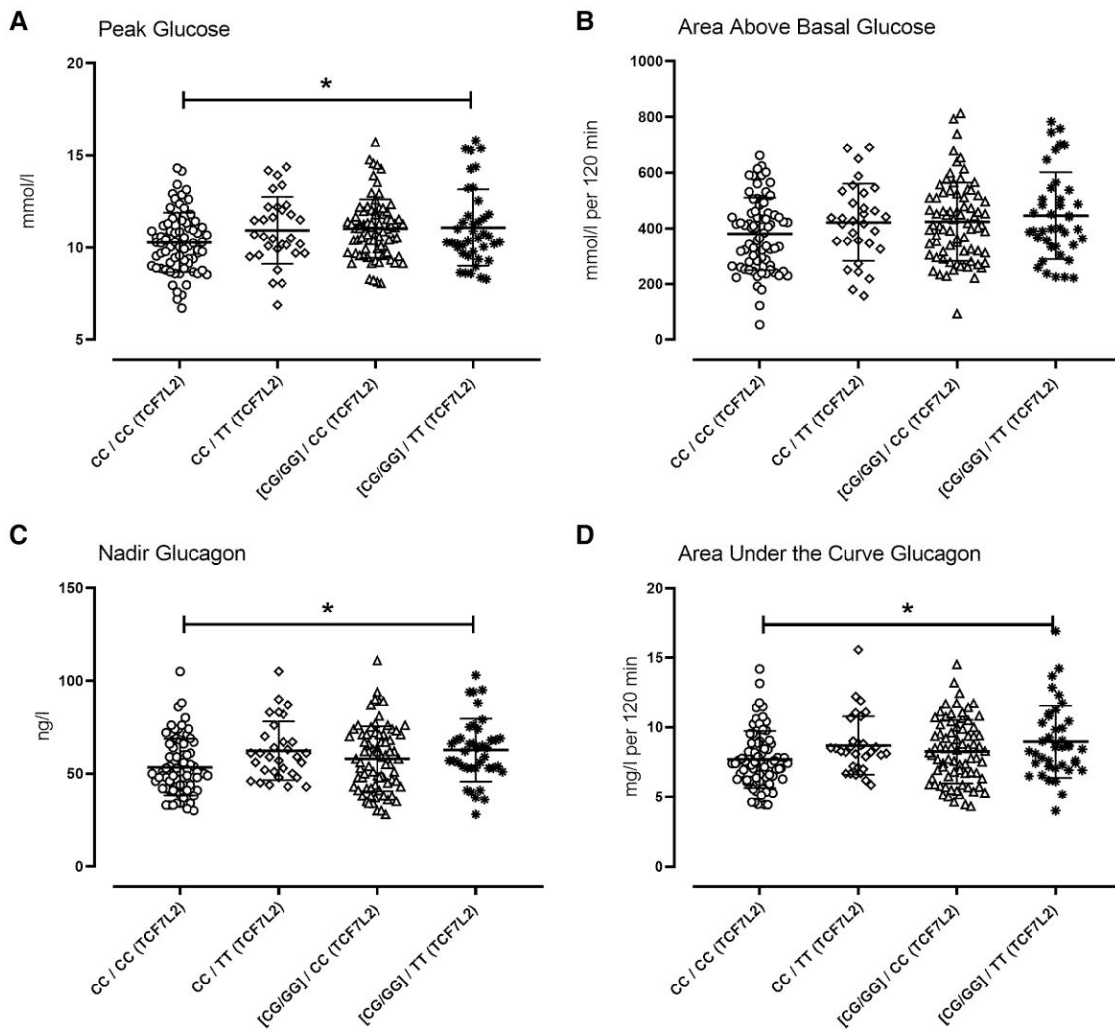 A
Peak Glucose
mmol/l
20
15
10
5
*
CC / CC (TCF7L2)
CC / TT (TCF7L2)
[CG/GG] / CC (TCF7L2)
[CG/GG] / TT (TCF7L2)
B
Area Above Basal Glucose
mmol/l per 120 min
1000
800
600
400
200
0
CC / CC (TCF7L2)
CC / TT (TCF7L2)
[CG/GG] / CC (TCF7L2)
[CG/GG] / TT (TCF7L2)
C
Nadir Glucagon
ng/l
150
100
50
0
*
CC / CC (TCF7L2)
CC / TT (TCF7L2)
[CG/GG] / CC (TCF7L2)
[CG/GG] / TT (TCF7L2)
D
Area Under the Curve Glucagon
mg/l per 120 min
20
15
10
5
0
*
CC / CC (TCF7L2)
CC / TT (TCF7L2)
[CG/GG] / CC (TCF7L2)
[CG/GG] / TT (TCF7L2)